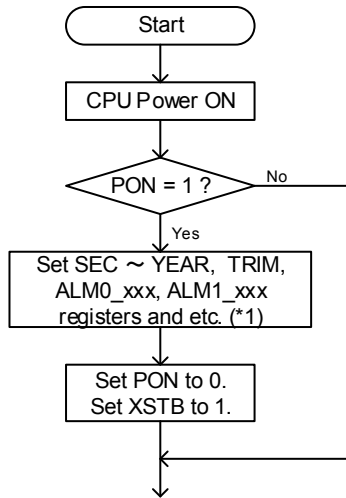 Start
CPU Power ON
PON = 1 ?
No
Yes
Set SEC ～ YEAR, TRIM,
ALM0_xxx, ALM1_xxx
registers and etc. (*1)
Set PON to 0.
Set XSTB to 1.